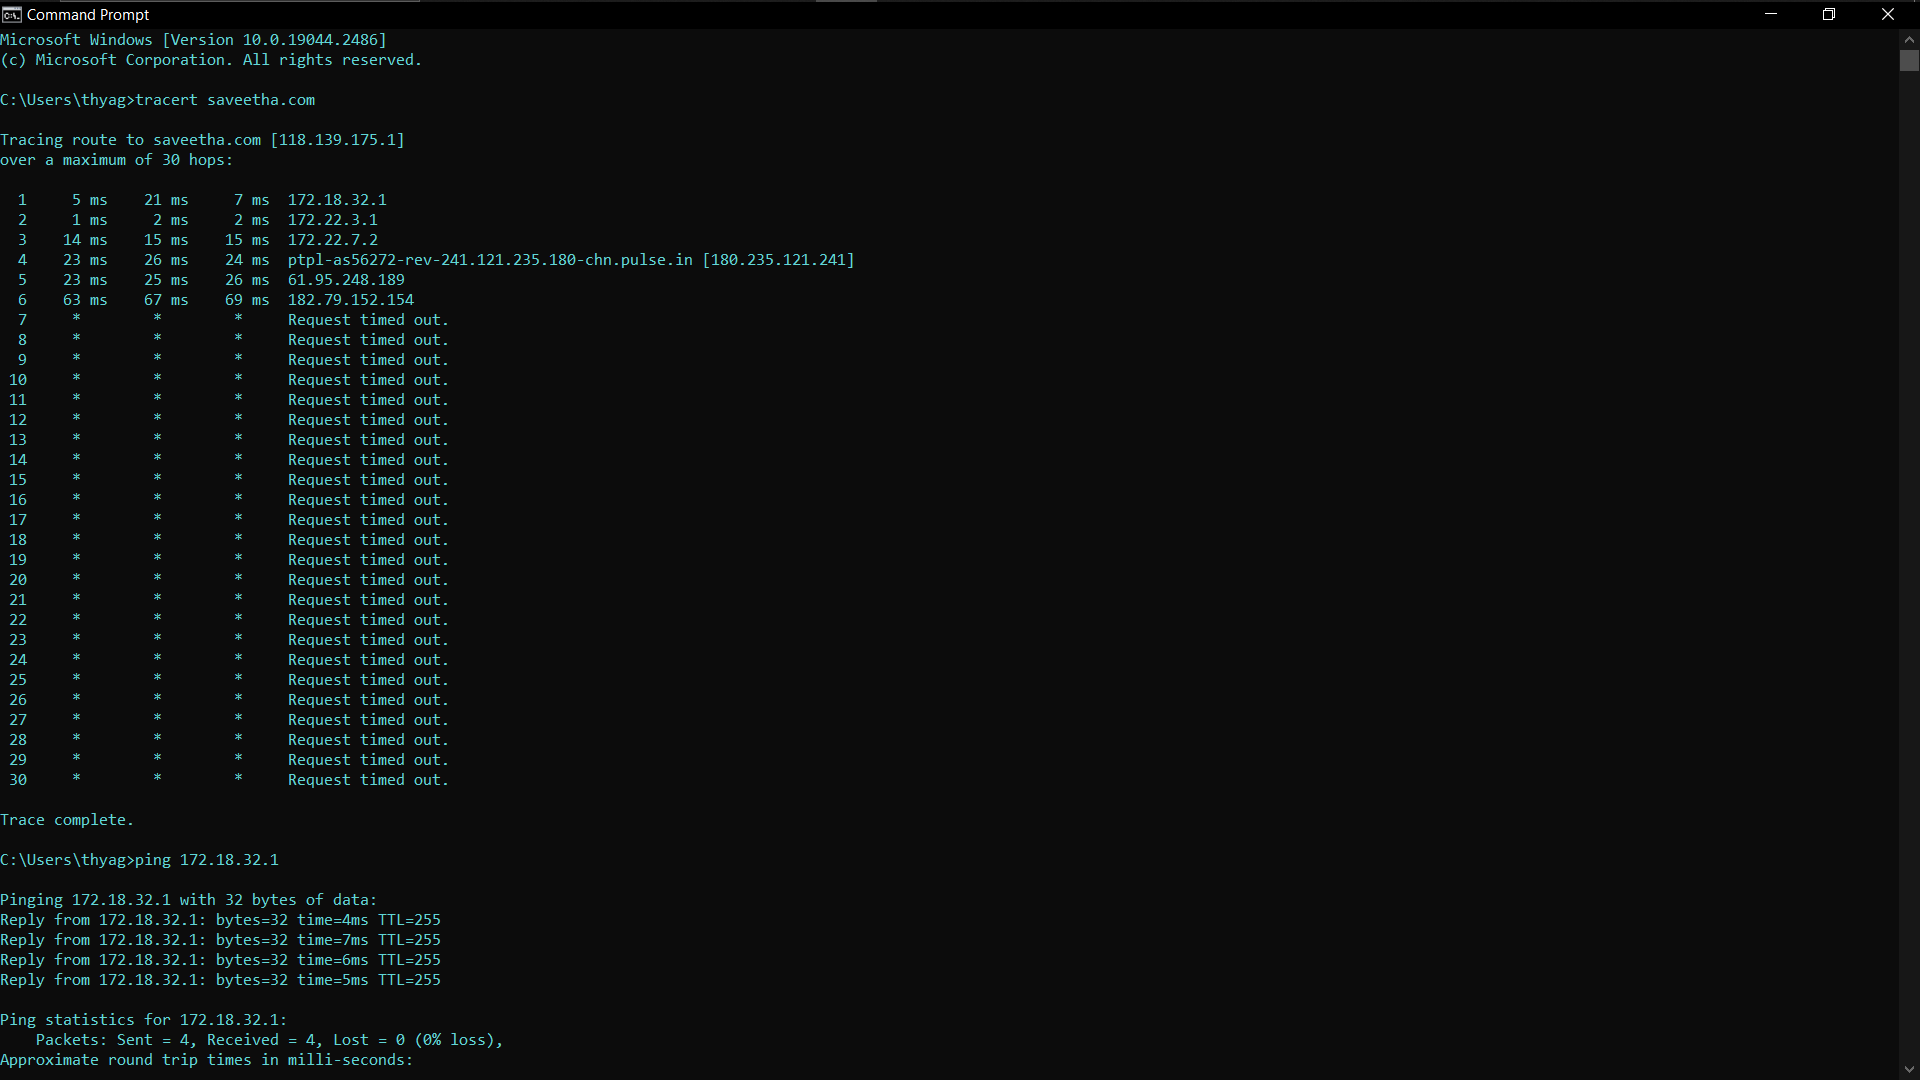 Command Prompt
Microsoft Windows [Version 10.0.19044.2486]
(c) Microsoft Corporation. All rights reserved.
C:\Users\thyag>tracert saveetha.com
Tracing route to saveetha.com [118.139.175.1]
over a maximum of 30 hops:
1 5 ms 21 ms 7 ms 172.18.32.1
2 1 ms 2 ms 2 ms 172.22.3.1
3 14 ms 15 ms 15 ms 172.22.7.2
4 23 ms 26 ms 24 ms ptpl-as56272-rev-241.121.235.180-chn.pulse.in [180.235.121.241]
5 23 ms 25 ms 26 ms 61.95.248.189
6 63 ms 67 ms 69 ms 182.79.152.154
7 * * * Request timed out.
8 * * * Request timed out.
9 * * * Request timed out.
10 * * * Request timed out.
11 * * * Request timed out.
12 * * * Request timed out.
13 * * * Request timed out.
14 * * * Request timed out.
15 * * * Request timed out.
16 * * * Request timed out.
17 * * * Request timed out.
18 * * * Request timed out.
19 * * * Request timed out.
20 * * * Request timed out.
21 * * * Request timed out.
22 * * * Request timed out.
23 * * * Request timed out.
24 * * * Request timed out.
25 * * * Request timed out.
26 * * * Request timed out.
27 * * * Request timed out.
28 * * * Request timed out.
29 * * * Request timed out.
30 * * * Request timed out.
Trace complete.
C:\Users\thyag>ping 172.18.32.1
Pinging 172.18.32.1 with 32 bytes of data:
Reply from 172.18.32.1: bytes=32 time=4ms TTL=255
Reply from 172.18.32.1: bytes=32 time=7ms TTL=255
Reply from 172.18.32.1: bytes=32 time=6ms TTL=255
Reply from 172.18.32.1: bytes=32 time=5ms TTL=255
Ping statistics for 172.18.32.1:
Packets: Sent = 4, Received = 4, Lost = 0 (0% loss),
Approximate round trip times in milli-seconds: